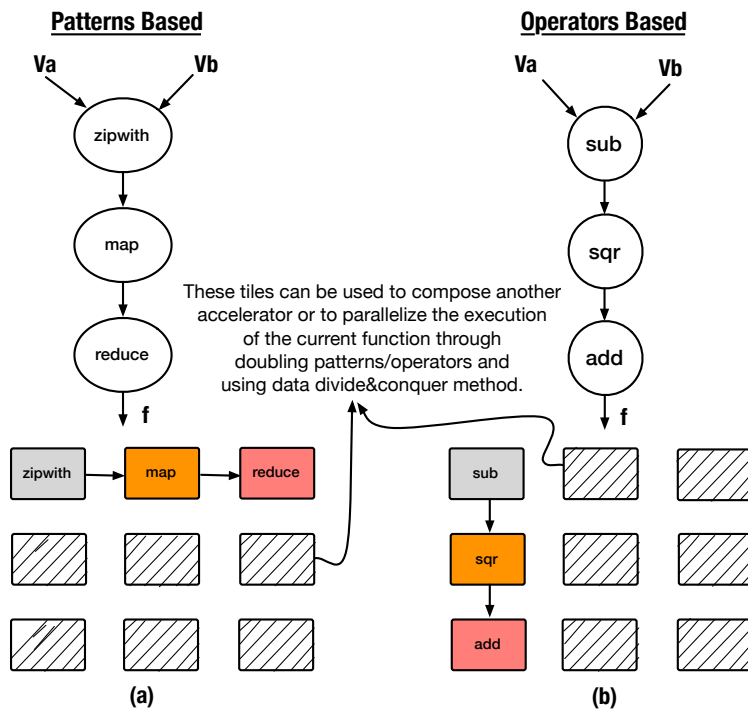 Patterns Based
Operators Based
Va
Vb
Va
Vb
zipwith
sub
map
sqr
These tiles can be used to compose another
accelerator or to parallelize the execution
of the current function through
doubling patterns/operators and
using data divide&conquer method.
reduce
add
f
f
zipwith
map
reduce
sub
sqr
add
(a)
(b)